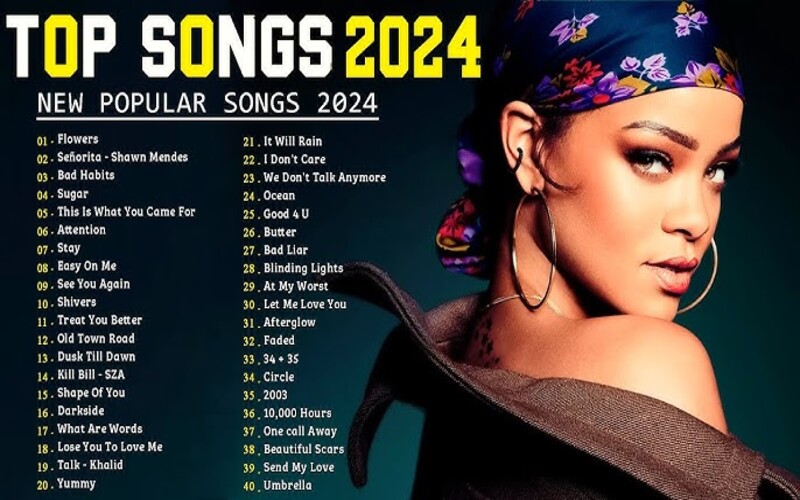 TOP SONGS 2024
NEW POPULAR SONGS 2024
01 . Flowers
02 . Señorita - Shawn Mendes
03 . Bad Habits
04 . Sugar
05 . This Is What You Came For
06 . Attention
07 . Stay
08 . Easy On Me
09 . See You Again
10 . Shivers
11 . Treat You Better
12 . Old Town Road
13 . Dusk Till Dawn
14 . Kill Bill - SZA
15 . Shape Of You
16 . Darkside
17 . What Are Words
18 . Lose You To Love Me
19 . Talk - Khalid
20 . Yummy
21 . It Will Rain
22 . I Don't Care
23 . We Don't Talk Anymore
24 . Ocean
25 . Good 4 U
26 . Butter
27 . Bad Liar
28 . Blinding Lights
29 . At My Worst
30 . Let Me Love You
31 . Afterglow
32 . Faded
33 . 34 + 35
34 . Circle
35 . 2003
36 . 10,000 Hours
37 . One call Away
38 . Beautiful Scars
39 . Send My Love
40 . Umbrella